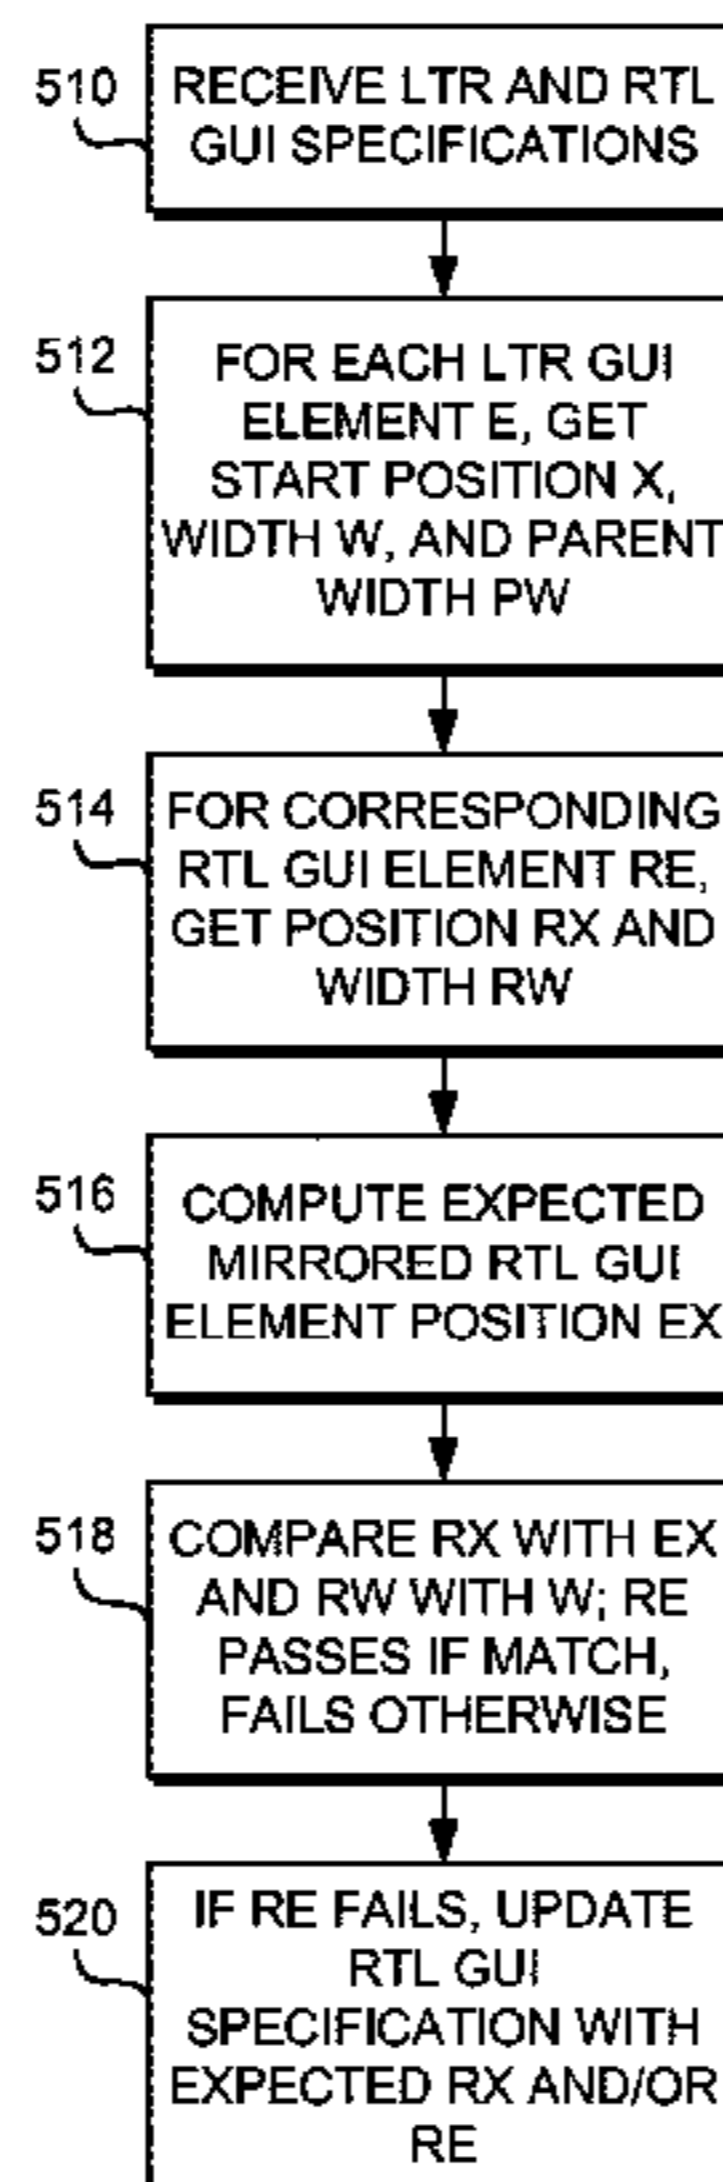 510
RECEIVE LTR AND RTL
GUI SPECIFICATIONS
512
FOR EACH LTR GUI
ELEMENT E, GET
START POSITION X,
WIDTH W, AND PARENT
WIDTH PW
514
FOR CORRESPONDING
RTL GUI ELEMENT RE,
GET POSITION RX AND
WIDTH RW
516
COMPUTE EXPECTED
MIRRORED RTL GUI
ELEMENT POSITION EX
518
COMPARE RX WITH EX
AND RW WITH W; RE
PASSES IF MATCH,
FAILS OTHERWISE
520
IF RE FAILS, UPDATE
RTL GUI
SPECIFICATION WITH
EXPECTED RX AND/OR
RE